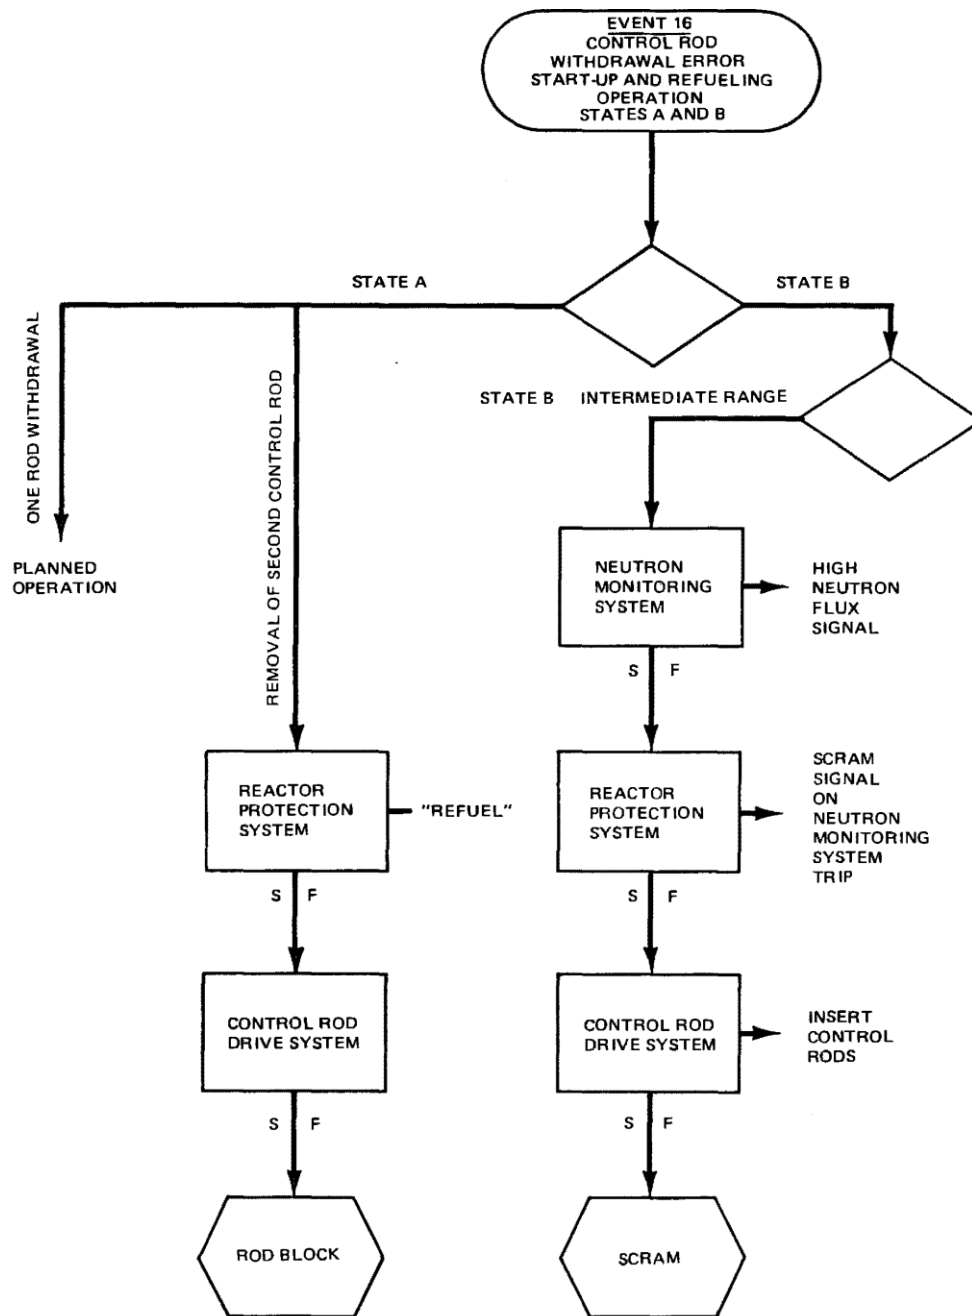 EVENT 16
CONTROL ROD
WITHDRAWAL ERROR
START-UP AND REFUELING
OPERATION
STATES A AND B
STATE A
STATE B
ONE ROD WITHDRAWAL
REMOVAL OF SECOND CONTROL ROD
STATE B INTERMEDIATE RANGE
PLANNED
OPERATION
NEUTRON
MONITORING
SYSTEM
HIGH
NEUTRON
FLUX
SIGNAL
S F
REACTOR
PROTECTION
SYSTEM
"REFUEL"
REACTOR
PROTECTION
SYSTEM
SCRAM
SIGNAL
ON
NEUTRON
MONITORING
SYSTEM
TRIP
S F
S F
CONTROL ROD
DRIVE SYSTEM
CONTROL ROD
DRIVE SYSTEM
INSERT
CONTROL
RODS
S F
S F
ROD BLOCK
SCRAM